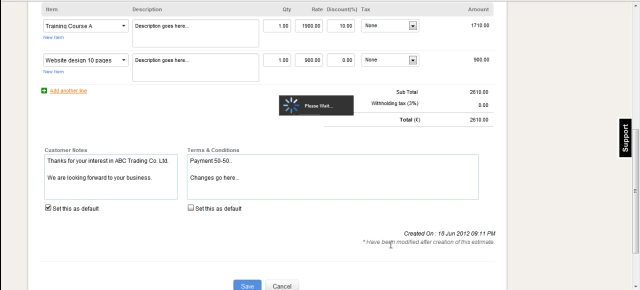 Item Description Qty Rate Discount(%) Tax Amount
Training Course A Description goes here... 1.00 1900.00 10.00 None 1710.00
New Item
Website design 10 pages Description goes here... 1.00 900.00 0.00 None 900.00
New Item
Add another line
Sub Total 2610.00
Please Wait...
Withholding tax (3%) 0.00
Total (€) 2610.00
Support
Customer Notes Terms & Conditions
Thanks for your interest in ABC Trading Co. Ltd. Payment 50-50..
We are looking forward to your business. Changes go here...
Set this as default Set this as default
Created On : 18 Jun 2012 09:11 PM
* Have been modified after creation of this estimate.
Save Cancel